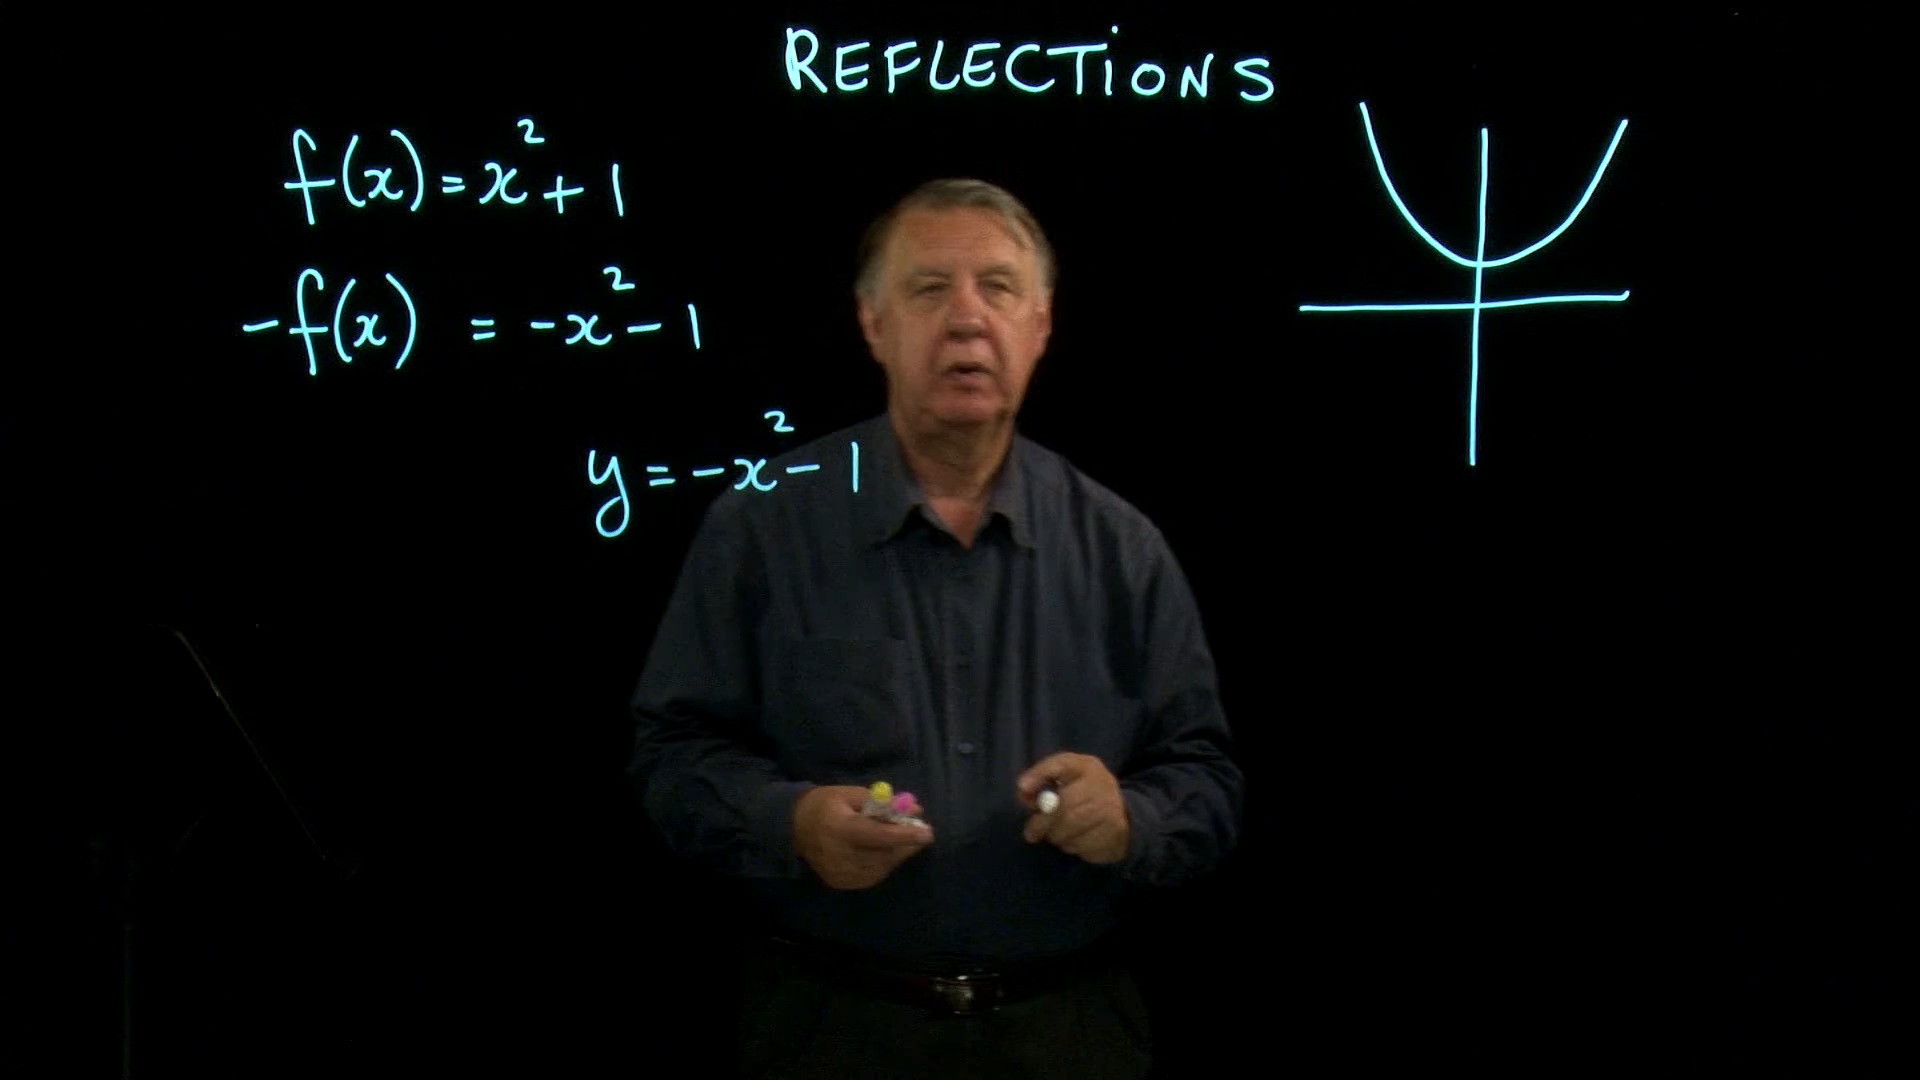 REFLECTIONS
f(x) = x² + 1
-f(x) = -x² - 1
y = -x² - 1